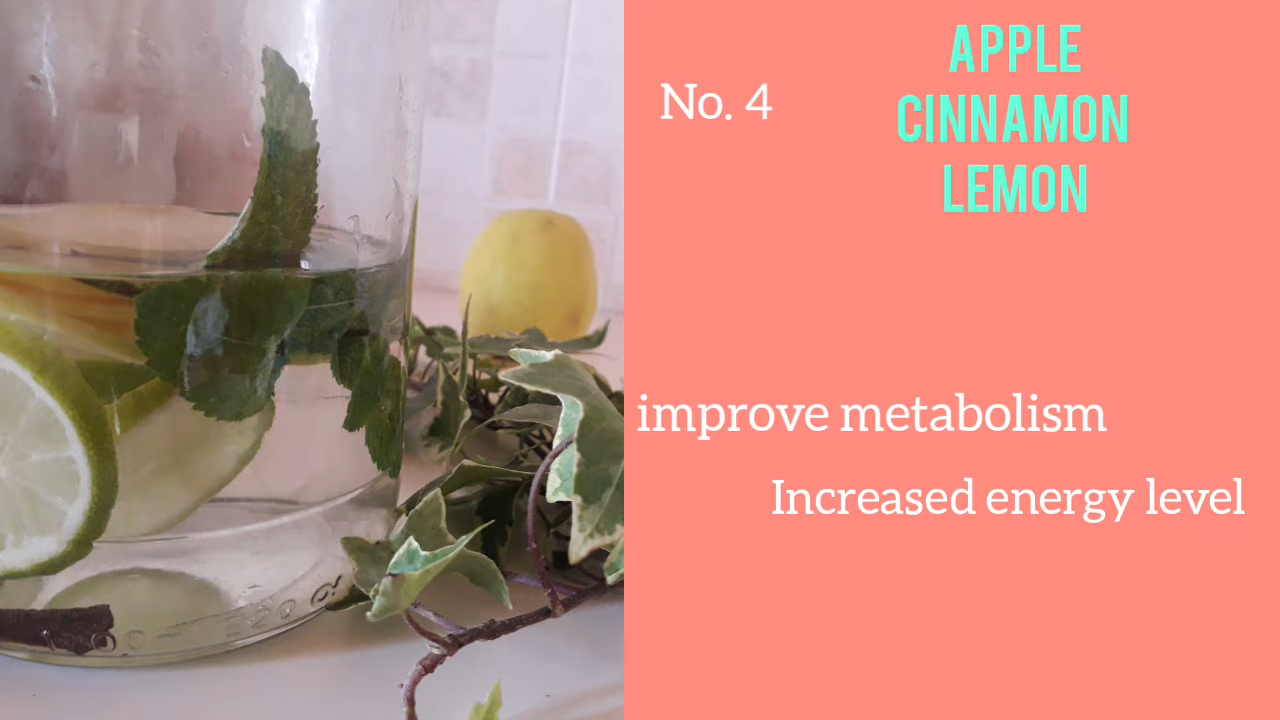 No. 4
APPLE
CINNAMON
LEMON
improve metabolism
Increased energy level